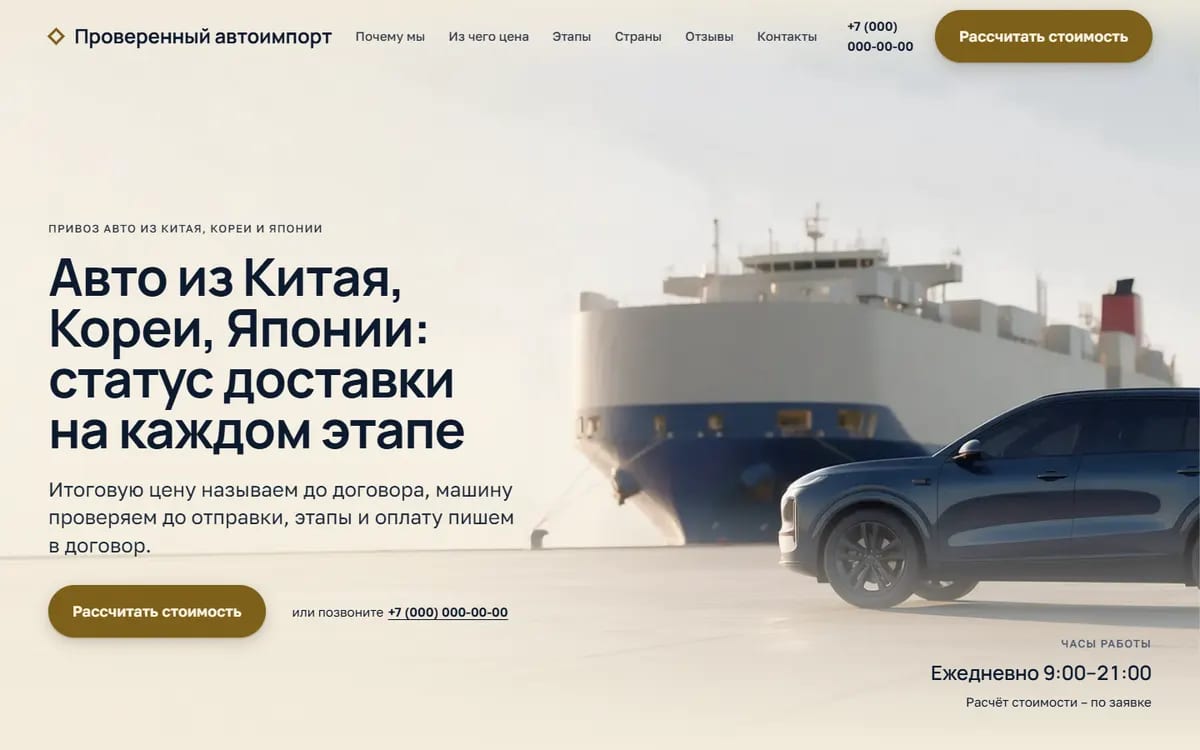 Проверенный автоимпорт
Почему мы
Из чего цена
Этапы
Страны
Отзывы
Контакты
+7 (000)
000-00-00
Рассчитать стоимость
ПРИВОЗ АВТО ИЗ КИТАЯ, КОРЕИ И ЯПОНИИ
Авто из Китая,
Кореи, Японии:
статус доставки
на каждом этапе
Итоговую цену называем до договора, машину
проверяем до отправки, этапы и оплату пишем
в договор.
Рассчитать стоимость
или позвоните +7 (000) 000-00-00
ЧАСЫ РАБОТЫ
Ежедневно 9:00–21:00
Расчёт стоимости – по заявке